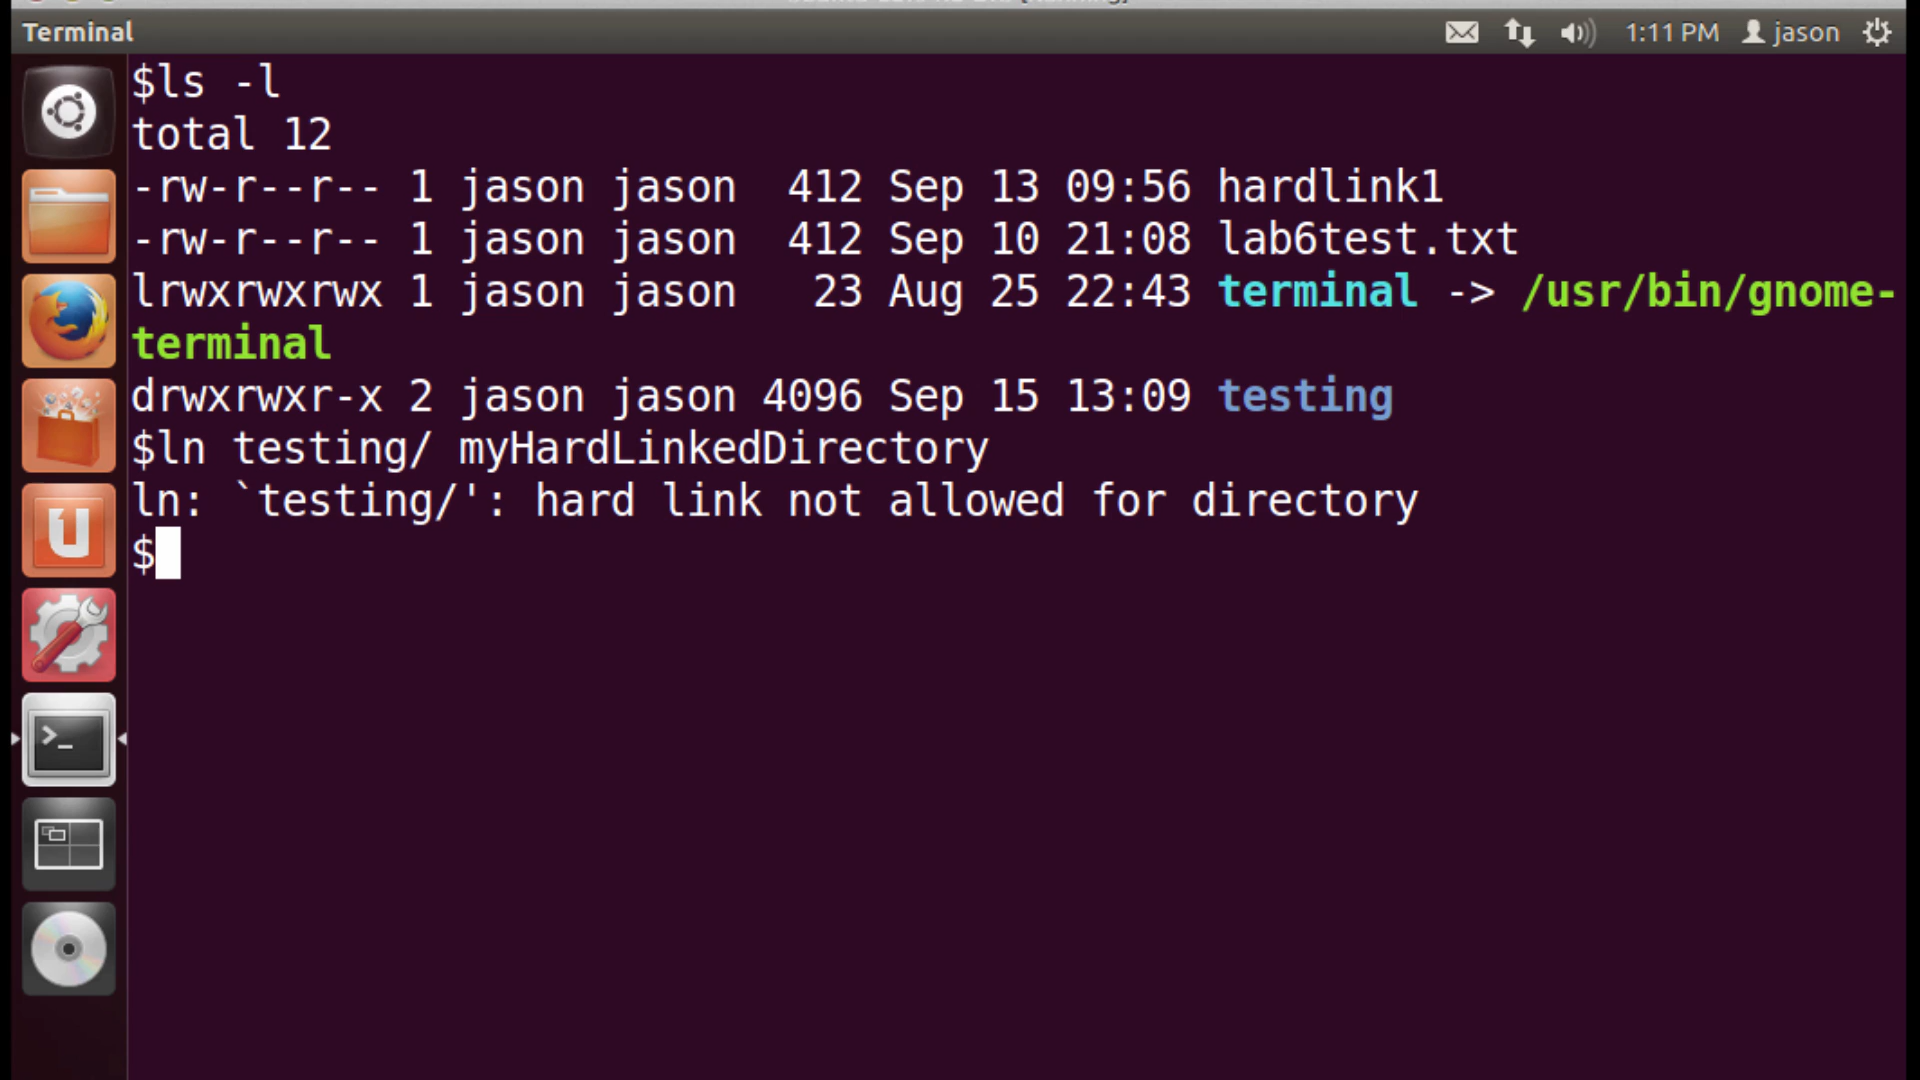 Terminal
1:11 PM
jason
$ls -l
total 12
-rw-r--r-- 1 jason jason  412 Sep 13 09:56 hardlink1
-rw-r--r-- 1 jason jason  412 Sep 10 21:08 lab6test.txt
lrwxrwxrwx 1 jason jason   23 Aug 25 22:43 terminal -> /usr/bin/gnome-
terminal
drwxrwxr-x 2 jason jason 4096 Sep 15 13:09 testing
$ln testing/ myHardLinkedDirectory
ln: `testing/': hard link not allowed for directory
$